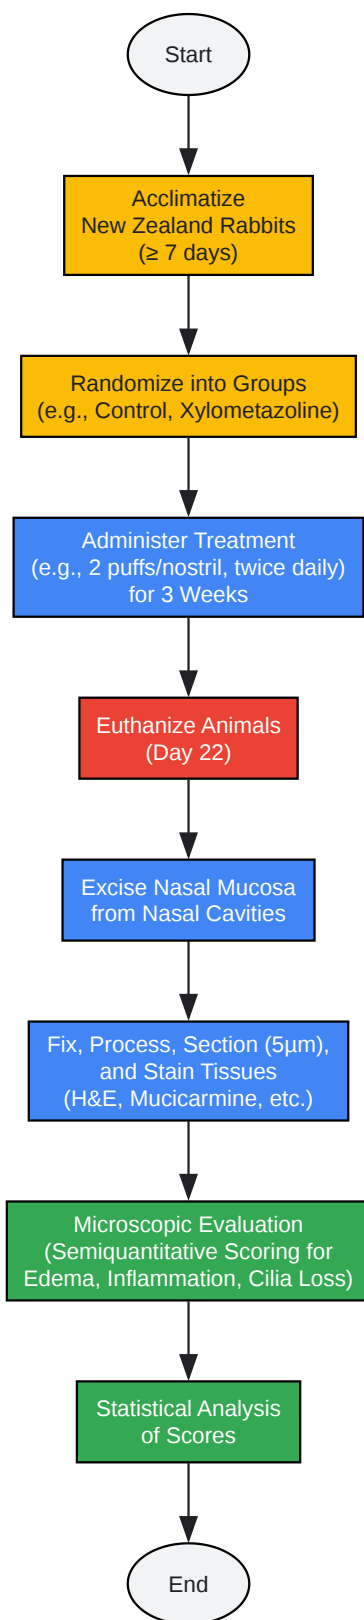 Start
Acclimatize
New Zealand Rabbits
(≥ 7 days)
Randomize into Groups
(e.g., Control, Xylometazoline)
Administer Treatment
(e.g., 2 puffs/nostril, twice daily)
for 3 Weeks
Euthanize Animals
(Day 22)
Excise Nasal Mucosa
from Nasal Cavities
Fix, Process, Section (5µm),
and Stain Tissues
(H&E, Mucicarmine, etc.)
Microscopic Evaluation
(Semiquantitative Scoring for
Edema, Inflammation, Cilia Loss)
Statistical Analysis
of Scores
End